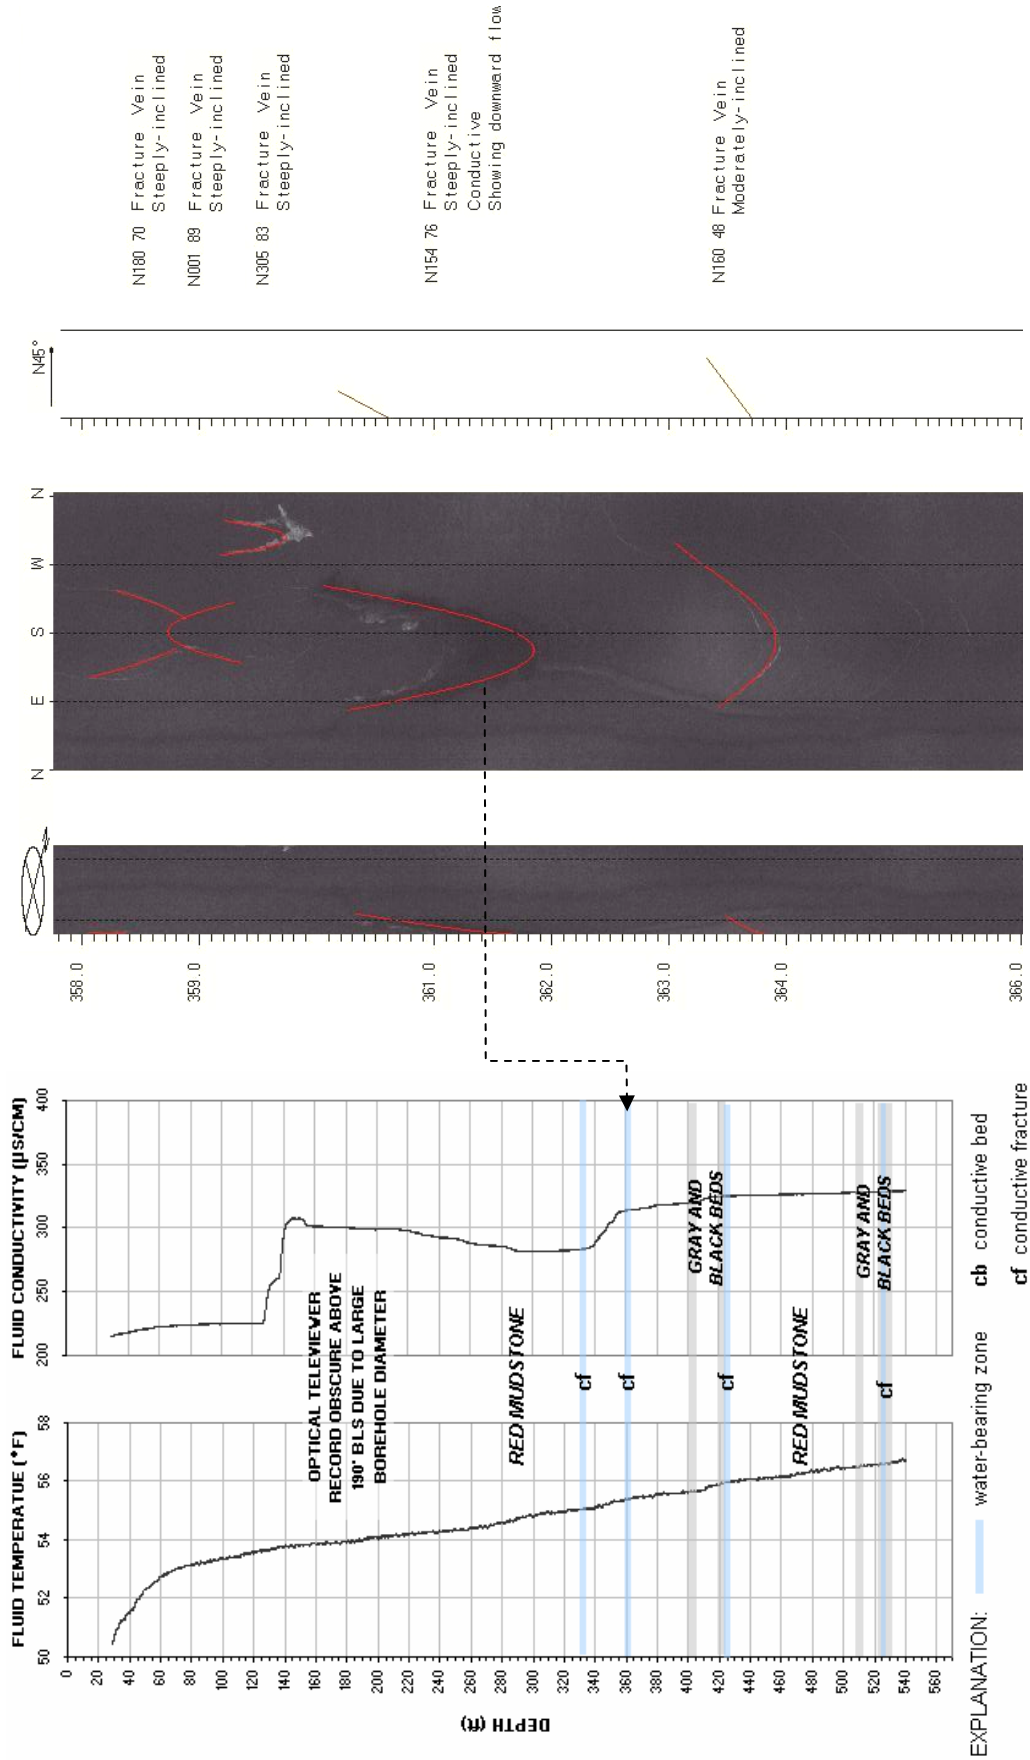 N180 70 Fracture Vein
Steeply-inclined
N001 89 Fracture Vein
Steeply-inclined
N305 83 Fracture Vein
Steeply-inclined
N154 76 Fracture Vein
Steeply-inclined
Conductive
Showing downward flow
N160 48 Fracture Vein
Moderately-inclined
N45°
N
E
S
W
N
358.0
359.0
361.0
362.0
363.0
364.0
366.0
FLUID CONDUCTIVITY (µS/CM)
200
250
300
350
400
FLUID TEMPERATUE (°F)
50
52
54
56
58
OPTICAL TELEVIEWER
RECORD OBSCURE ABOVE
190' BLS DUE TO LARGE
BOREHOLE DIAMETER
RED MUDSTONE
cf
cf
GRAY AND
BLACK BEDS
cf
RED MUDSTONE
GRAY AND
BLACK BEDS
cf
0
20
40
60
80
100
120
140
160
180
200
220
240
260
280
300
320
340
360
380
400
420
440
460
480
500
520
540
560
DEPTH (ft)
EXPLANATION: water-bearing zone cb conductive bed
cf conductive fracture